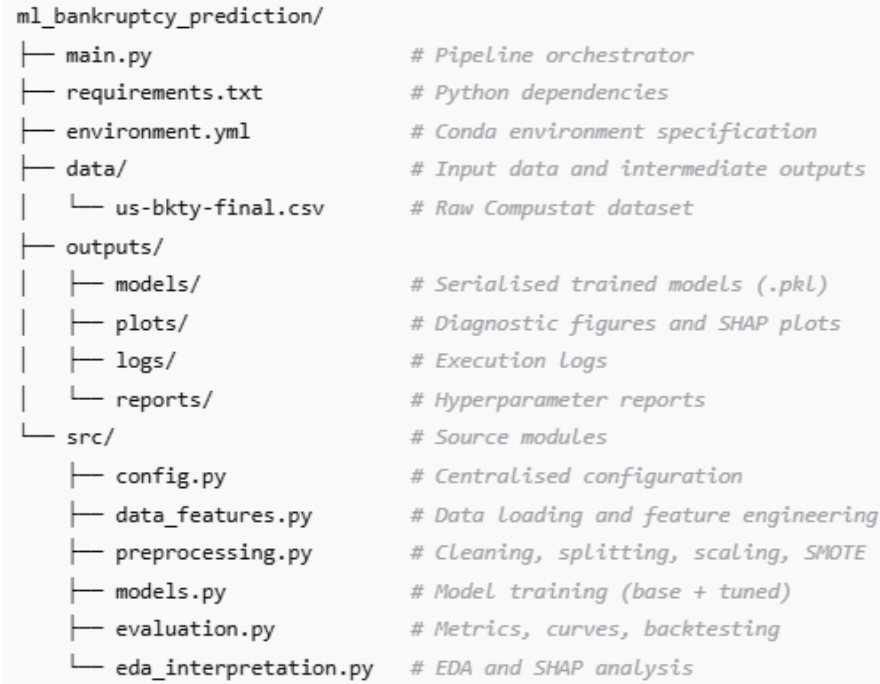 ml_bankruptcy_prediction/
├── main.py                     # Pipeline orchestrator
├── requirements.txt            # Python dependencies
├── environment.yml             # Conda environment specification
├── data/                       # Input data and intermediate outputs
│   └── us-bkty-final.csv       # Raw Compustat dataset
├── outputs/
│   ├── models/                 # Serialised trained models (.pkl)
│   ├── plots/                  # Diagnostic figures and SHAP plots
│   ├── logs/                   # Execution logs
│   └── reports/                # Hyperparameter reports
└── src/                        # Source modules
    ├── config.py               # Centralised configuration
    ├── data_features.py        # Data loading and feature engineering
    ├── preprocessing.py        # Cleaning, splitting, scaling, SMOTE
    ├── models.py               # Model training (base + tuned)
    ├── evaluation.py           # Metrics, curves, backtesting
    └── eda_interpretation.py   # EDA and SHAP analysis